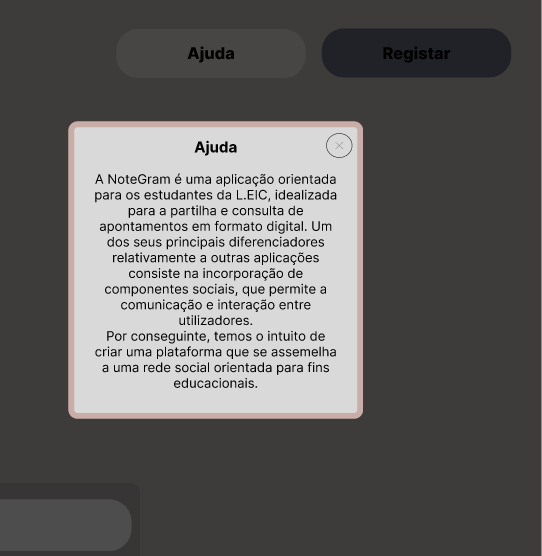 Ajuda
Registar
Ajuda
A NoteGram é uma aplicação orientada
para os estudantes da L.EIC, idealizada
para a partilha e consulta de
apontamentos em formato digital. Um
dos seus principais diferenciadores
relativamente a outras aplicações
consiste na incorporação de
componentes sociais, que permite a
comunicação e interação entre
utilizadores.
Por conseguinte, temos o intuito de
criar uma plataforma que se assemelha
a uma rede social orientada para fins
educacionais.